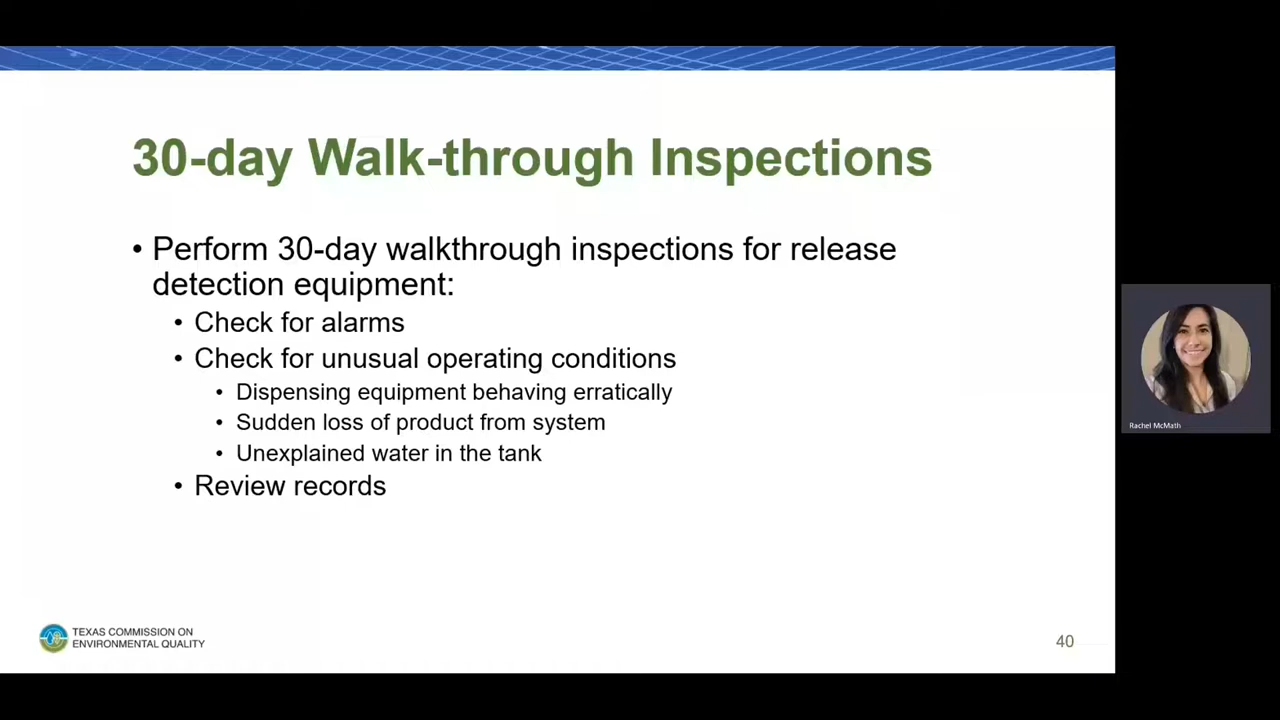 30-day Walk-through Inspections
• Perform 30-day walkthrough inspections for release
detection equipment:
• Check for alarms
• Check for unusual operating conditions
• Dispensing equipment behaving erratically
• Sudden loss of product from system
• Unexplained water in the tank
• Review records
TEXAS COMMISSION ON
ENVIRONMENTAL QUALITY
40
Rachel McMath